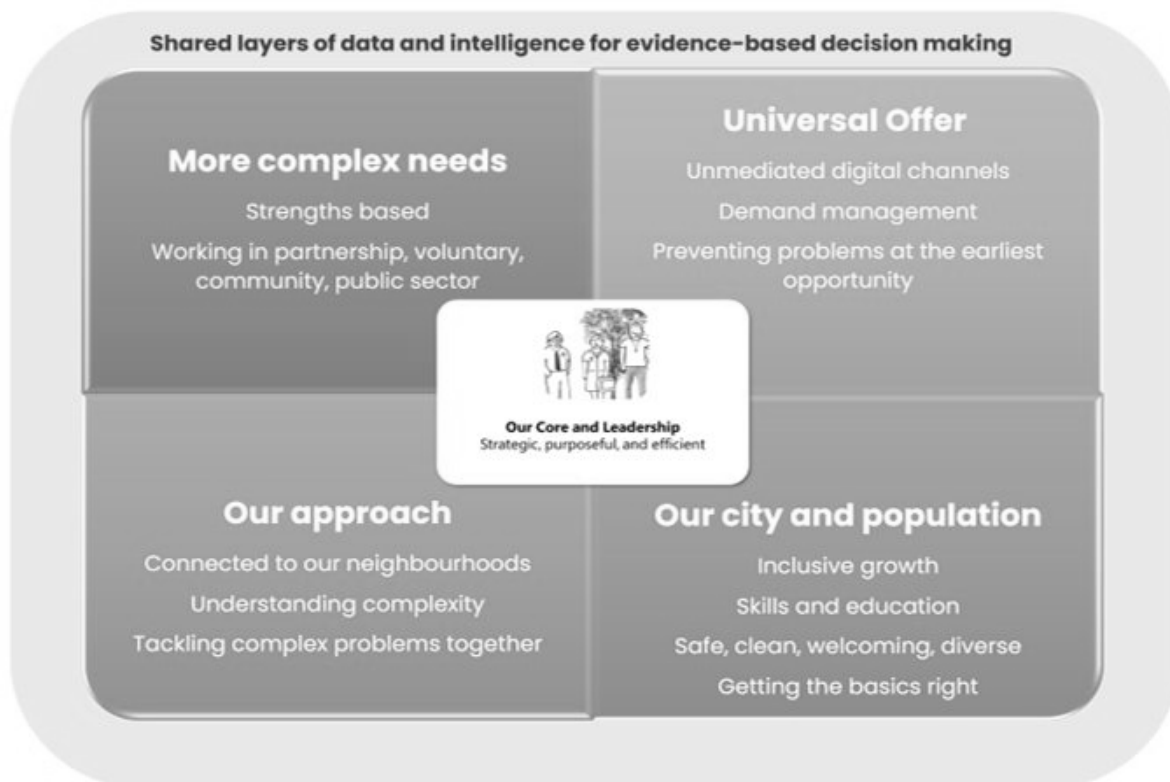 Shared layers of data and intelligence for evidence-based decision making
More complex needs
Strengths based
Working in partnership, voluntary,
community, public sector
Universal Offer
Unmediated digital channels
Demand management
Preventing problems at the earliest
opportunity
Our Core and Leadership
Strategic, purposeful, and efficient
Our approach
Connected to our neighbourhoods
Understanding complexity
Tackling complex problems together
Our city and population
Inclusive growth
Skills and education
Safe, clean, welcoming, diverse
Getting the basics right